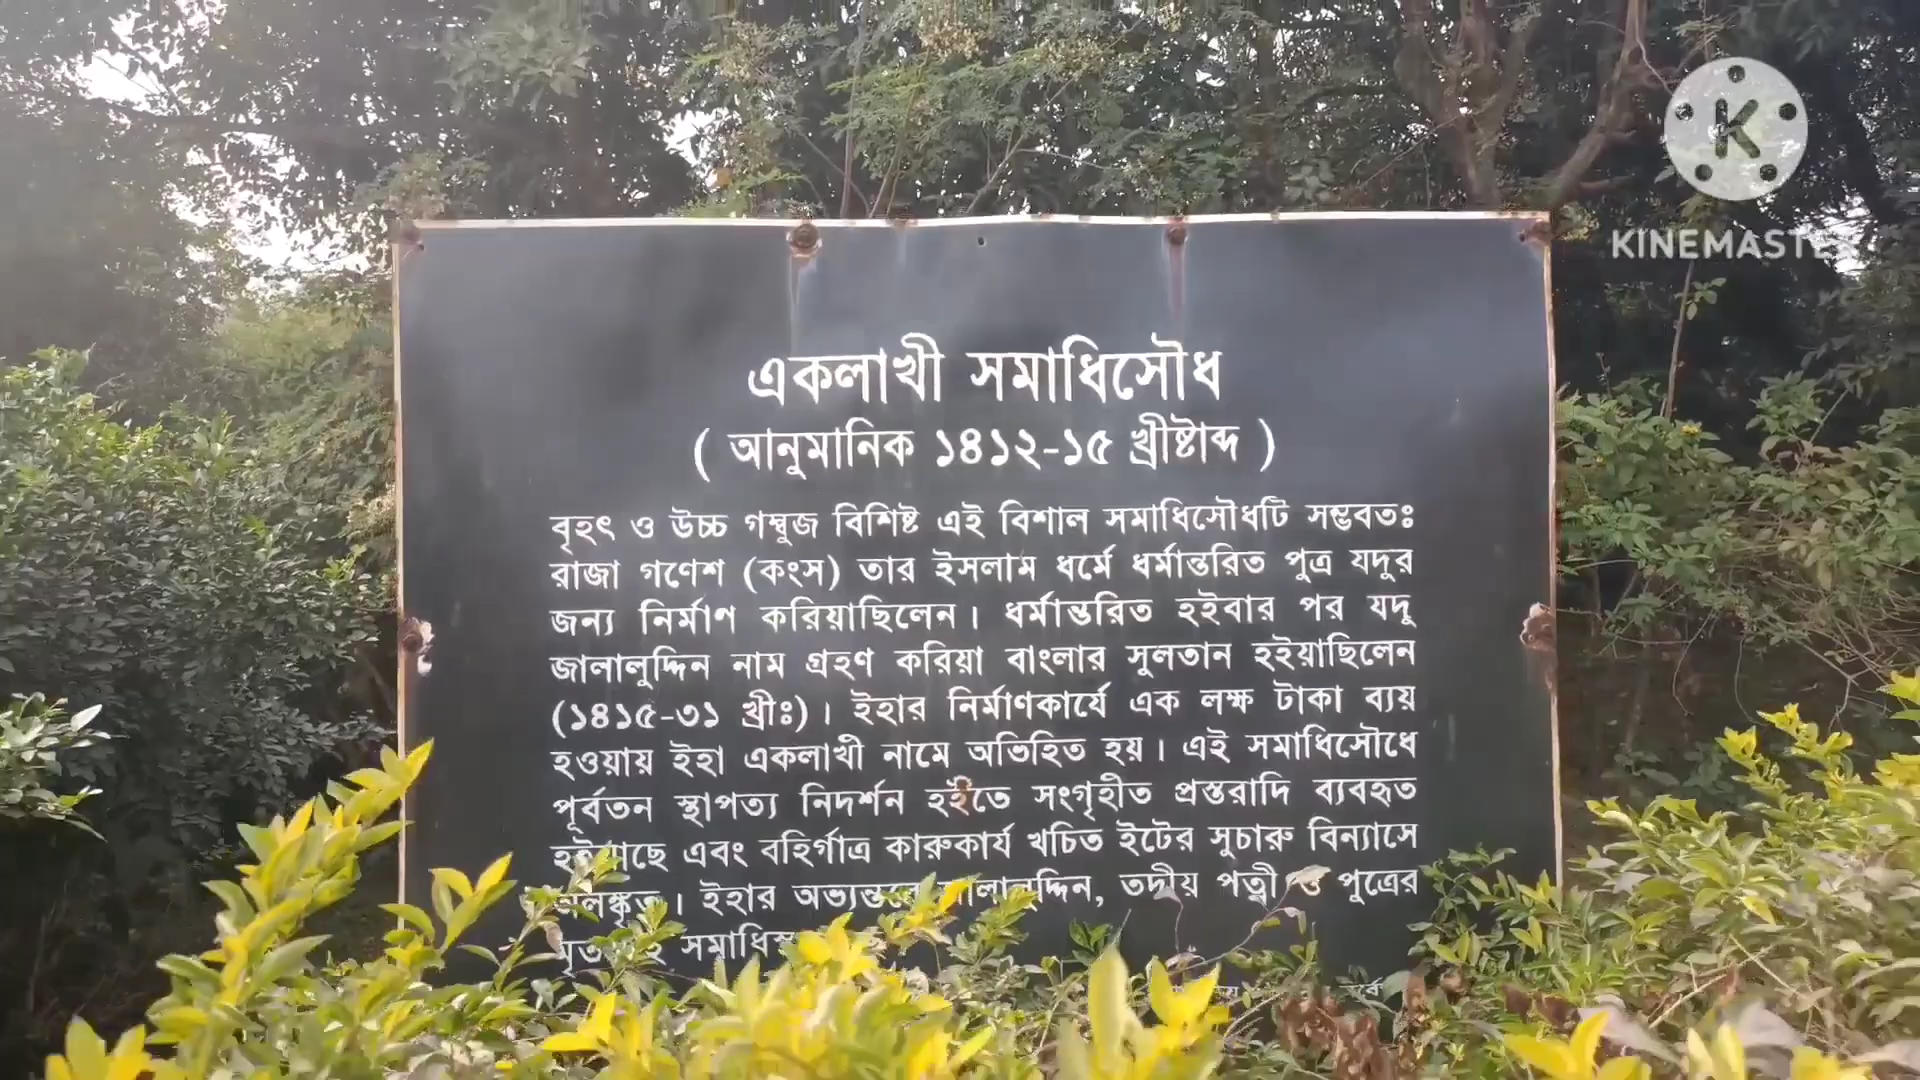 KINEMASTER
একলাখী সমাধিসৌধ
( আনুমানিক ১৪১২-১৫ খ্রীষ্টাব্দ )
বৃহৎ ও উচ্চ গম্বুজ বিশিষ্ট এই বিশাল সমাধিসৌধটি সম্ভবতঃ
রাজা গণেশ (কংস) তার ইসলাম ধর্মে ধর্মান্তরিত পুত্র যদুর
জন্য নির্মাণ করিয়াছিলেন। ধর্মান্তরিত হইবার পর যদু
জালালুদ্দিন নাম গ্রহণ করিয়া বাংলার সুলতান হইয়াছিলেন
(১৪১৫-৩১ খ্রীঃ)। ইহার নির্মাণকার্যে এক লক্ষ টাকা ব্যয়
হওয়ায় ইহা একলাখী নামে অভিহিত হয়। এই সমাধিসৌধে
পূর্বতন স্থাপত্য নিদর্শন হইতে সংগৃহীত প্রস্তরাদি ব্যবহৃত
হইয়াছে এবং বহির্গাত্র কারুকার্য খচিত ইটের সুচারু বিন্যাসে
অলঙ্কৃত। ইহার অভ্যন্তরে জালালুদ্দিন, তদীয় পত্নী ও পুত্রের